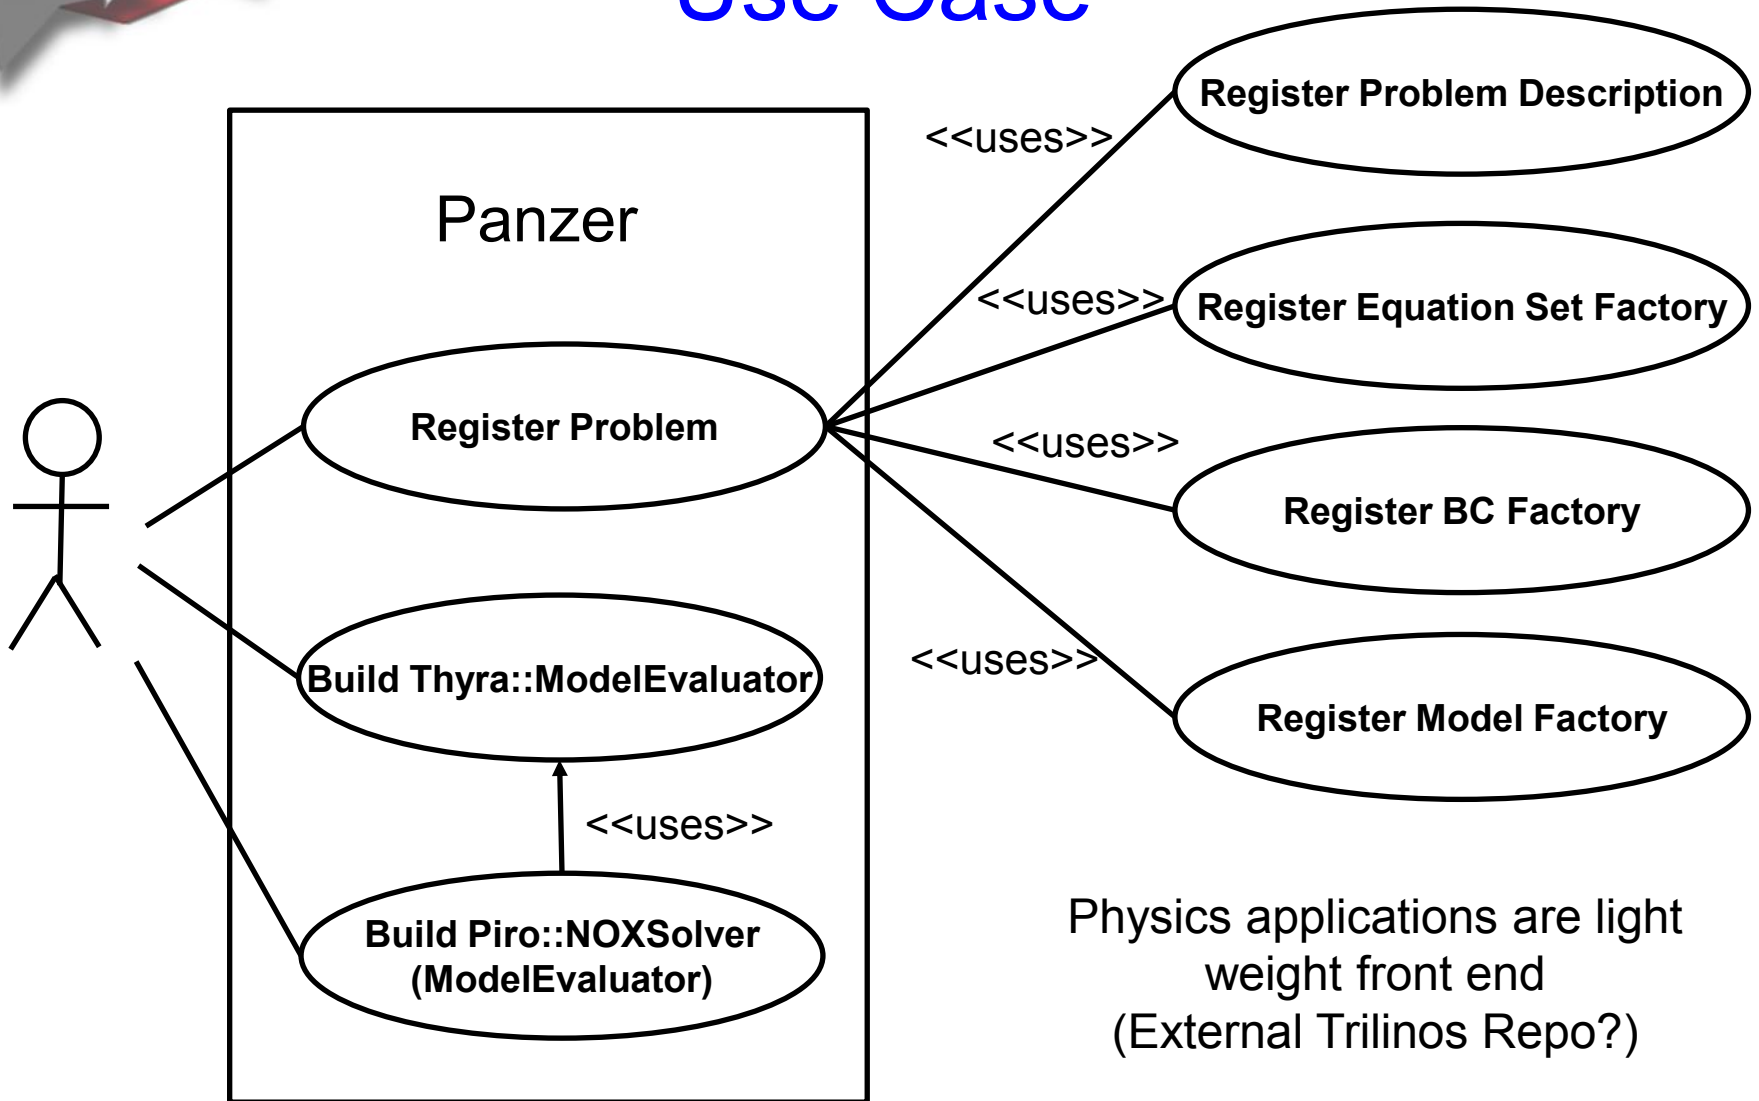 Use Case
Register Problem Description
<<uses>>
Panzer
<<uses>>
Register Equation Set Factory
Register Problem
<<uses>>
Register BC Factory
<<uses>>
Build Thyra::ModelEvaluator
Register Model Factory
<<uses>>
Build Piro::NOXSolver
(ModelEvaluator)
Physics applications are light
weight front end
(External Trilinos Repo?)